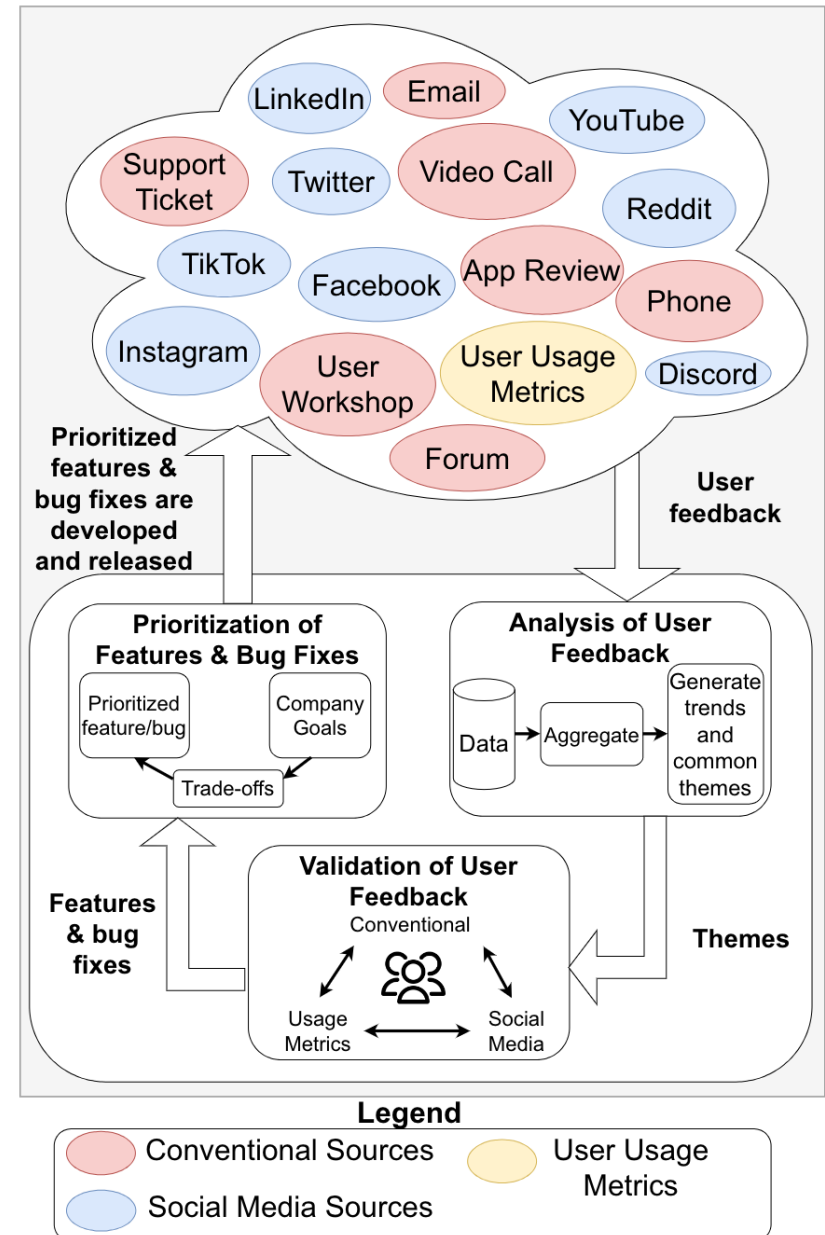 LinkedIn
Email
YouTube
Support
Ticket
Twitter
Video Call
Reddit
TikTok
Facebook
App Review
Phone
Instagram
User
Workshop
User Usage
Metrics
Discord
Forum
Prioritized
features &
bug fixes are
developed
and released
User
feedback
Prioritization of
Features & Bug Fixes
Prioritized
feature/bug
Company
Goals
Trade-offs
Analysis of User
Feedback
Data
Aggregate
Generate
trends
and
common
themes
Validation of User
Feedback
Conventional
Usage
Metrics
Social
Media
Features
& bug
fixes
Themes
Legend
Conventional Sources
User Usage
Metrics
Social Media Sources